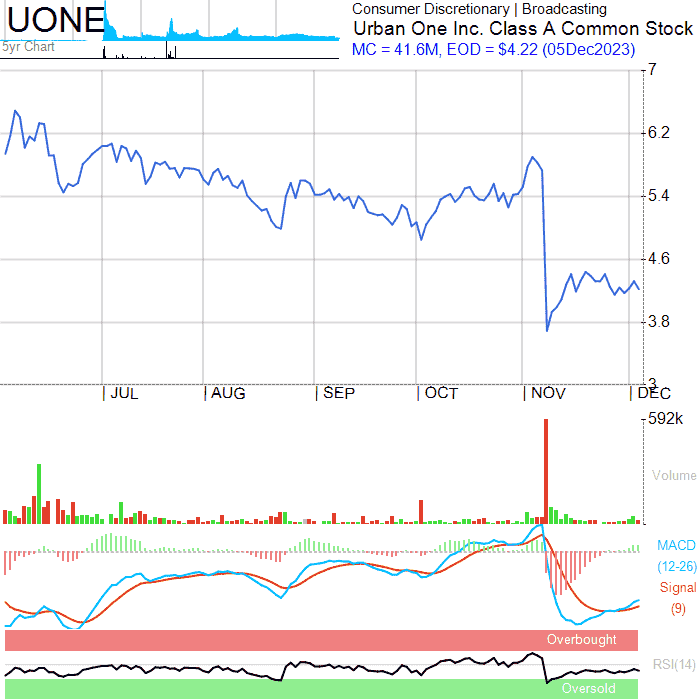 UONE
Consumer Discretionary | Broadcasting
Urban One Inc. Class A Common Stock
5yr Chart
MC = 41.6M, EOD = $4.22 (05Dec2023)
7
6.2
5.4
4.6
3.8
3
| JUL | AUG | SEP | OCT | NOV | DEC
592k
Volume
MACD
(12-26)
Signal
(9)
Overbought
RSI(14)
Oversold